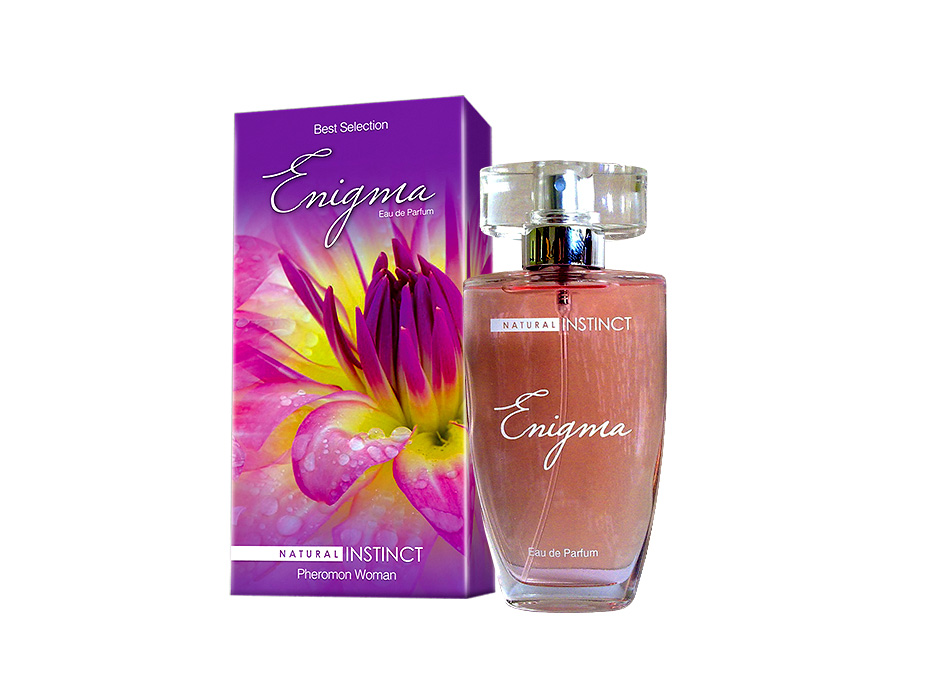 Best Selection
Enigma
Eau de Parfum
NATURAL INSTINCT
Pheromon Woman
NATURAL INSTINCT
Enigma
Eau de Parfum